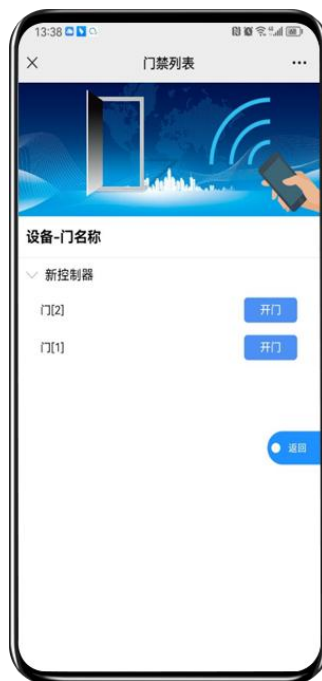 13:38
门禁列表
设备-门名称
新控制器
门[2]
开门
门[1]
开门
返回